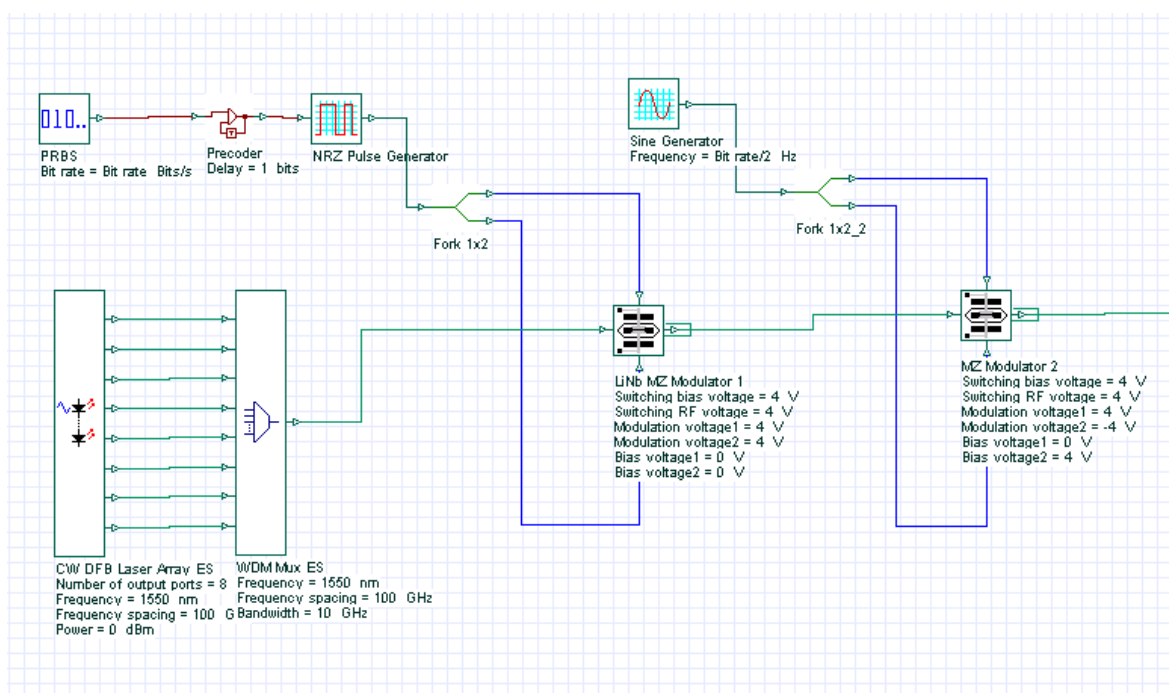 010..
PRBS
Bit rate = Bit rate Bits/s
T
Precoder
Delay = 1 bits
NRZ Pulse Generator
Sine Generator
Frequency = Bit rate/2 Hz
Fork 1x2
Fork 1x2_2
LiNb MZ Modulator 1
Switching bias voltage = 4 V
Switching RF voltage = 4 V
Modulation voltage1 = 4 V
Modulation voltage2 = 4 V
Bias voltage1 = 0 V
Bias voltage2 = 0 V
MZ Modulator 2
Switching bias voltage = 4 V
Switching RF voltage = 4 V
Modulation voltage1 = 4 V
Modulation voltage2 = -4 V
Bias voltage1 = 0 V
Bias voltage2 = 4 V
CW DFB Laser Array ES
Number of output ports = 8
Frequency = 1550 nm
Frequency spacing = 100 G
Power = 0 dBm
WDM Mux ES
Frequency = 1550 nm
Frequency spacing = 100 GHz
Bandwidth = 10 GHz